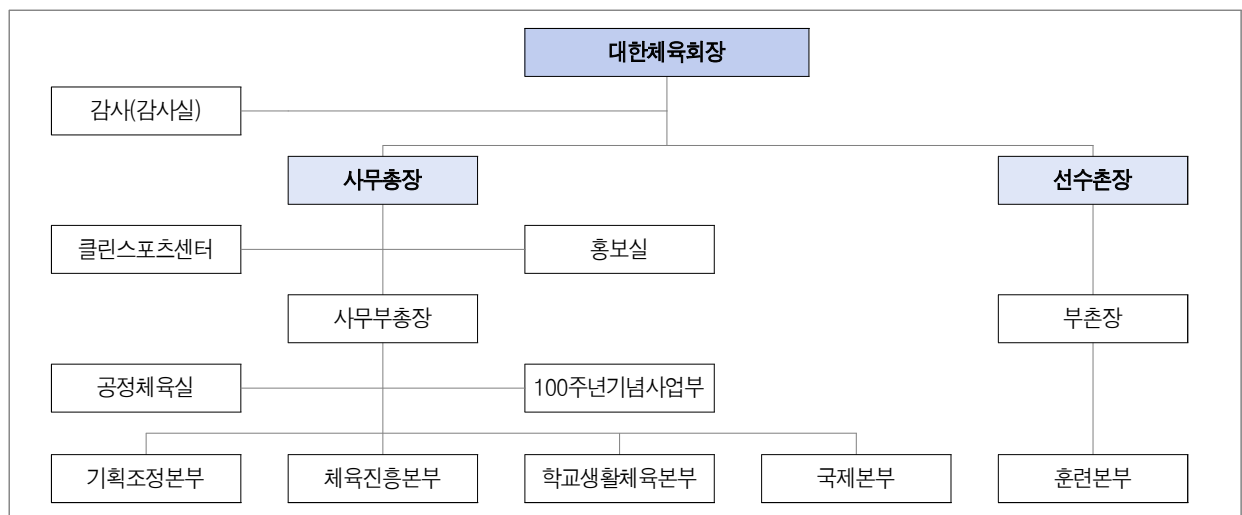 대한체육회장
감사(감사실)
사무총장
선수촌장
클린스포츠센터
홍보실
사무부총장
부촌장
공정체육실
100주년기념사업부
기획조정본부
체육진흥본부
학교생활체육본부
국제본부
훈련본부